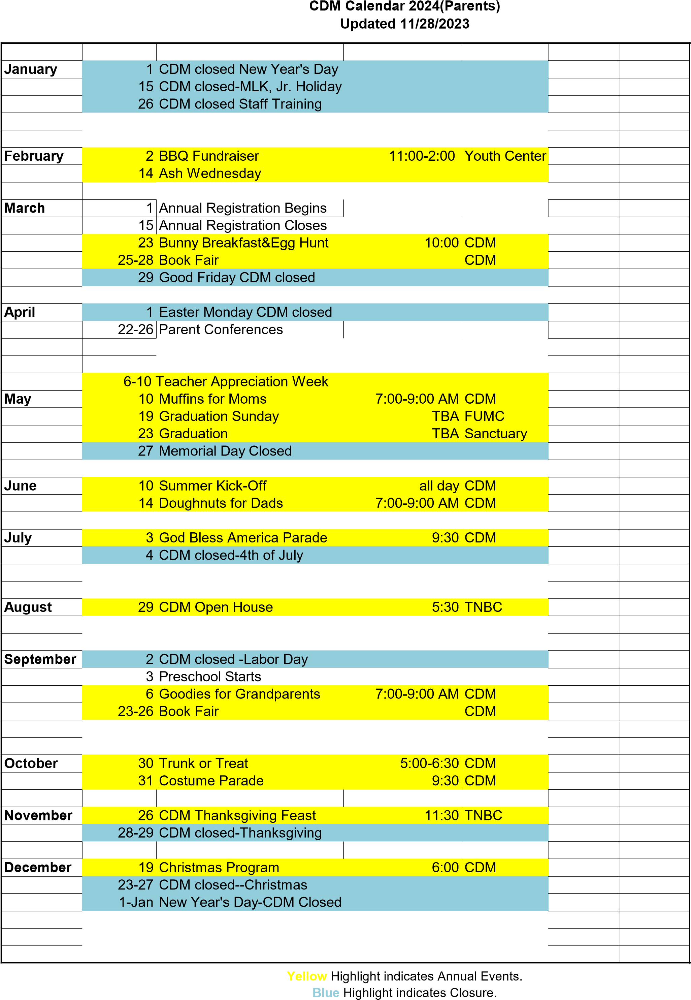 CDM Calendar 2024(Parents)
Updated 11/28/2023
January 1 CDM closed New Year's Day
15 CDM closed-MLK, Jr. Holiday
26 CDM closed Staff Training
February 2 BBQ Fundraiser 11:00-2:00 Youth Center
14 Ash Wednesday
March 1 Annual Registration Begins
15 Annual Registration Closes
23 Bunny Breakfast&Egg Hunt 10:00 CDM
25-28 Book Fair CDM
29 Good Friday CDM closed
April 1 Easter Monday CDM closed
22-26 Parent Conferences
6-10 Teacher Appreciation Week
May 10 Muffins for Moms 7:00-9:00 AM CDM
19 Graduation Sunday TBA FUMC
23 Graduation TBA Sanctuary
27 Memorial Day Closed
June 10 Summer Kick-Off all day CDM
14 Doughnuts for Dads 7:00-9:00 AM CDM
July 3 God Bless America Parade 9:30 CDM
4 CDM closed-4th of July
August 29 CDM Open House 5:30 TNBC
September 2 CDM closed -Labor Day
3 Preschool Starts
6 Goodies for Grandparents 7:00-9:00 AM CDM
23-26 Book Fair CDM
October 30 Trunk or Treat 5:00-6:30 CDM
31 Costume Parade 9:30 CDM
November 26 CDM Thanksgiving Feast 11:30 TNBC
28-29 CDM closed-Thanksgiving
December 19 Christmas Program 6:00 CDM
23-27 CDM closed--Christmas
1-Jan New Year's Day-CDM Closed
Yellow Highlight indicates Annual Events.
Blue Highlight indicates Closure.